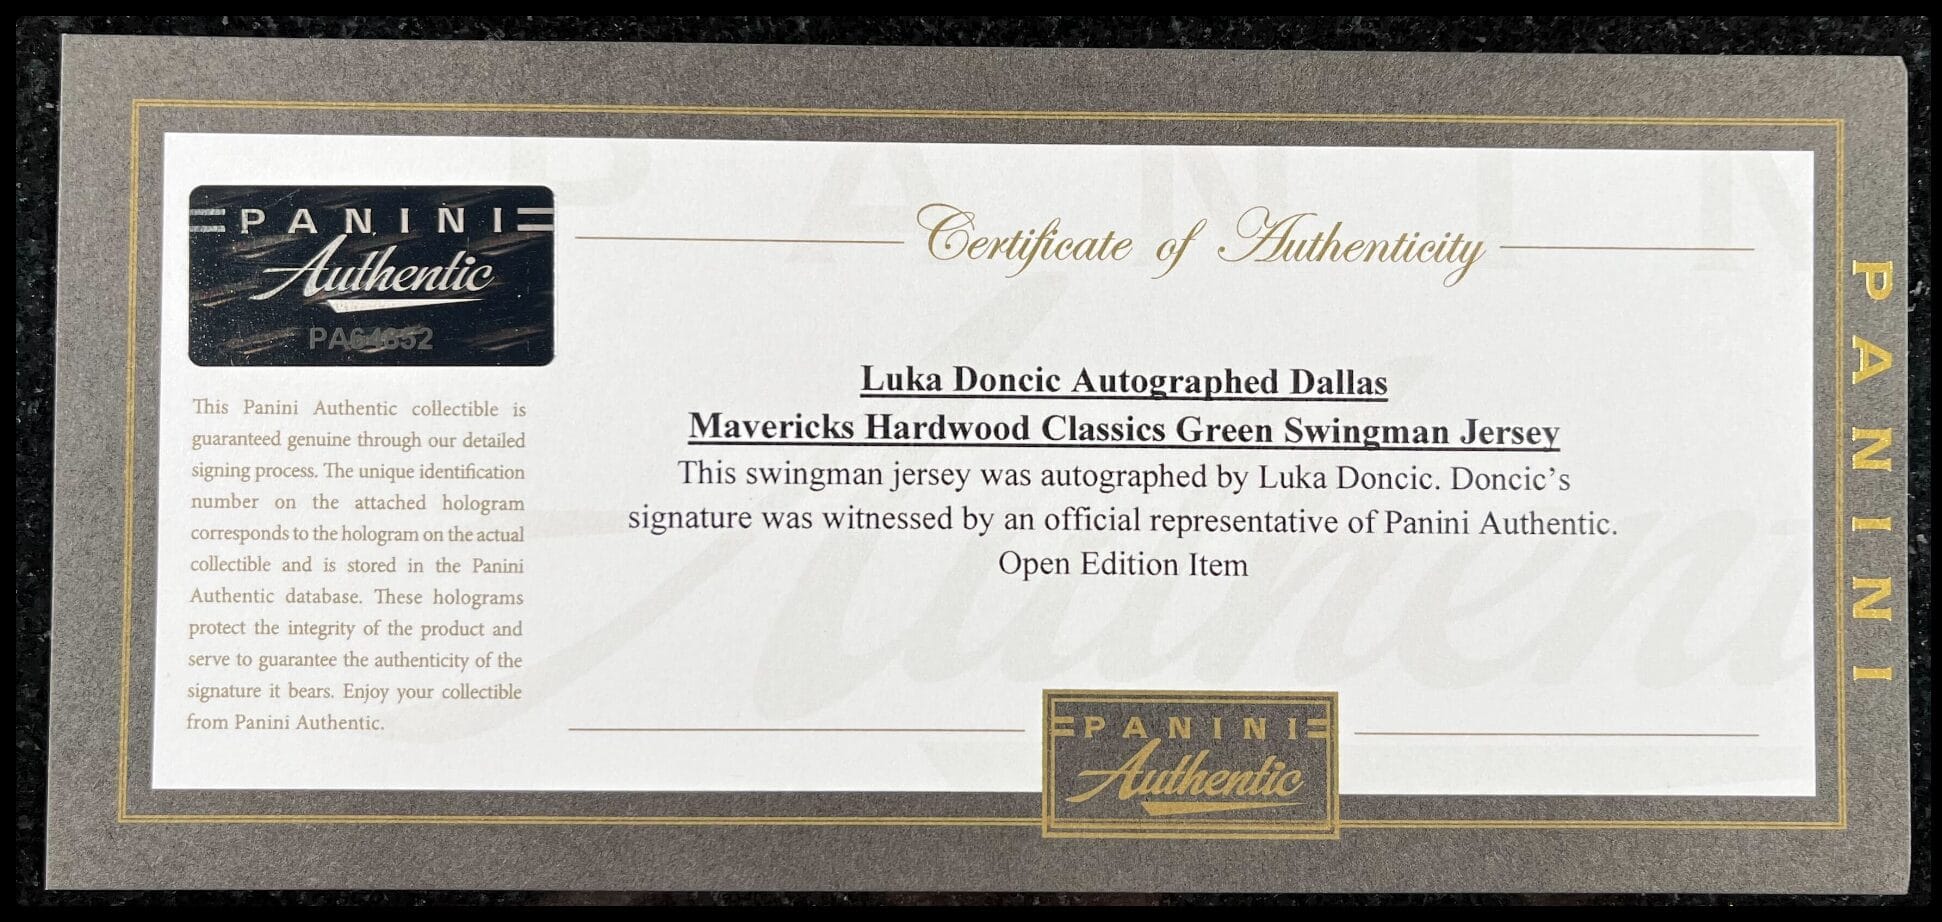 PANINI
Authentic
PA64852
This Panini Authentic collectible is
guaranteed genuine through our detailed
signing process. The unique identification
number on the attached hologram
corresponds to the hologram on the actual
collectible and is stored in the Panini
Authentic database. These holograms
protect the integrity of the product and
serve to guarantee the authenticity of the
signature it bears. Enjoy your collectible
from Panini Authentic.
Certificate of Authenticity
Luka Doncic Autographed Dallas
Mavericks Hardwood Classics Green Swingman Jersey
This swingman jersey was autographed by Luka Doncic. Doncic’s
signature was witnessed by an official representative of Panini Authentic.
Open Edition Item
PANINI
Authentic
PANINI